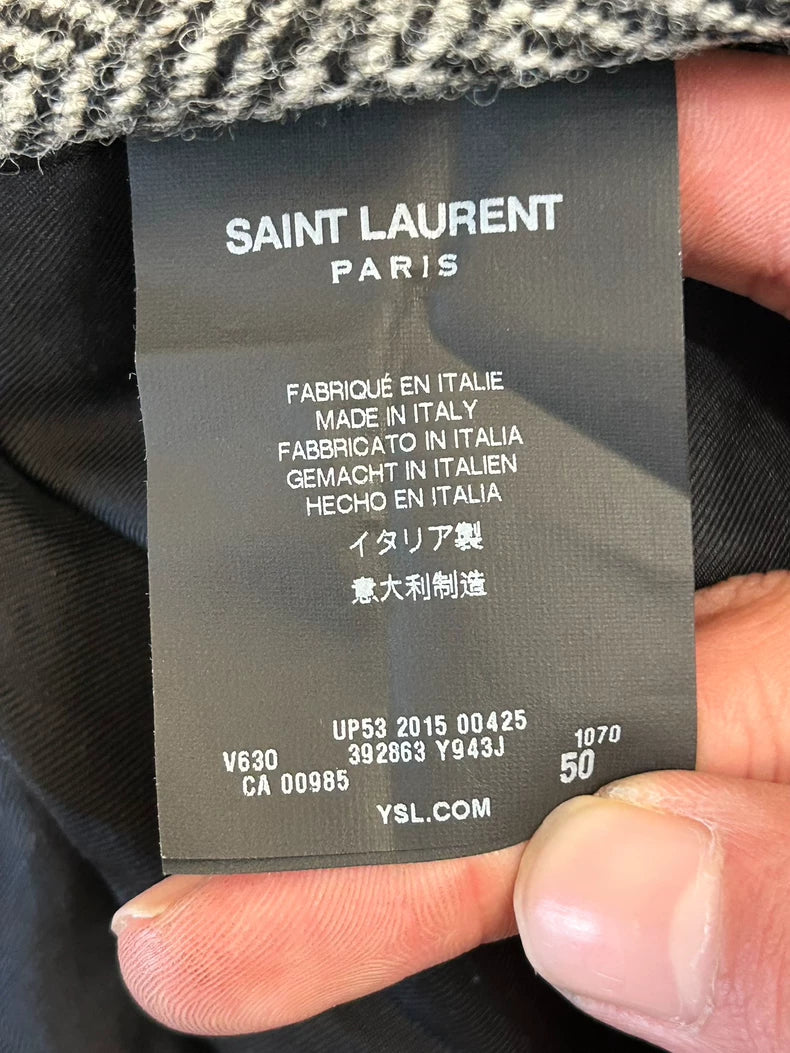 SAINT LAURENT
PARIS
FABRIQUÉ EN ITALIE
MADE IN ITALY
FABBRICATO IN ITALIA
GEMACHT IN ITALIEN
HECHO EN ITALIA
イタリア製
意大利制造
UP53 2015 00425
V630 392863 Y943J 1070
CA 00985 50
YSL.COM